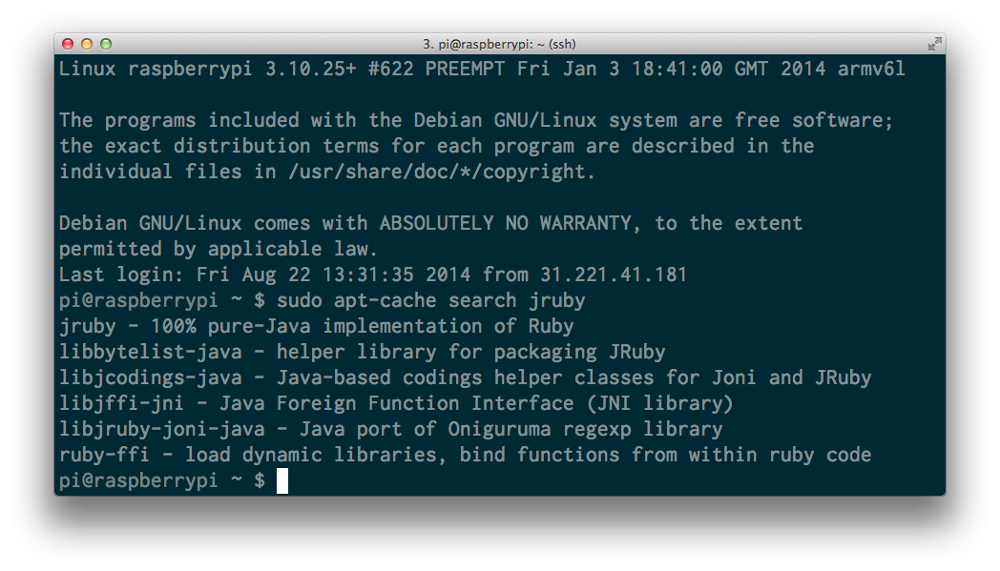 3. pi@raspberrypi: ~ (ssh)
Linux raspberrypi 3.10.25+ #622 PREEMPT Fri Jan 3 18:41:00 GMT 2014 armv6l
The programs included with the Debian GNU/Linux system are free software;
the exact distribution terms for each program are described in the
individual files in /usr/share/doc/*/copyright.
Debian GNU/Linux comes with ABSOLUTELY NO WARRANTY, to the extent
permitted by applicable law.
Last login: Fri Aug 22 13:31:35 2014 from 31.221.41.181
pi@raspberrypi ~ $ sudo apt-cache search jruby
jruby - 100% pure-Java implementation of Ruby
libbytelist-java - helper library for packaging JRuby
libjcodings-java - Java-based codings helper classes for Joni and JRuby
libjffi-jni - Java Foreign Function Interface (JNI library)
libjruby-joni-java - Java port of Oniguruma regexp library
ruby-ffi - load dynamic libraries, bind functions from within ruby code
pi@raspberrypi ~ $